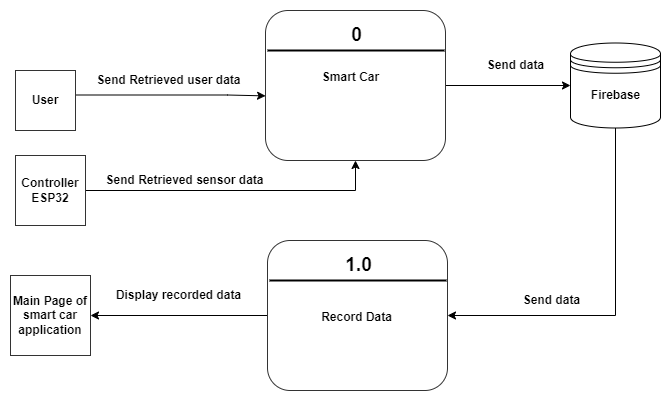 0
Smart Car
Send Retrieved user data
Send data
User
Firebase
Controller
ESP32
Send Retrieved sensor data
1.0
Record Data
Display recorded data
Send data
Main Page of
smart car
application